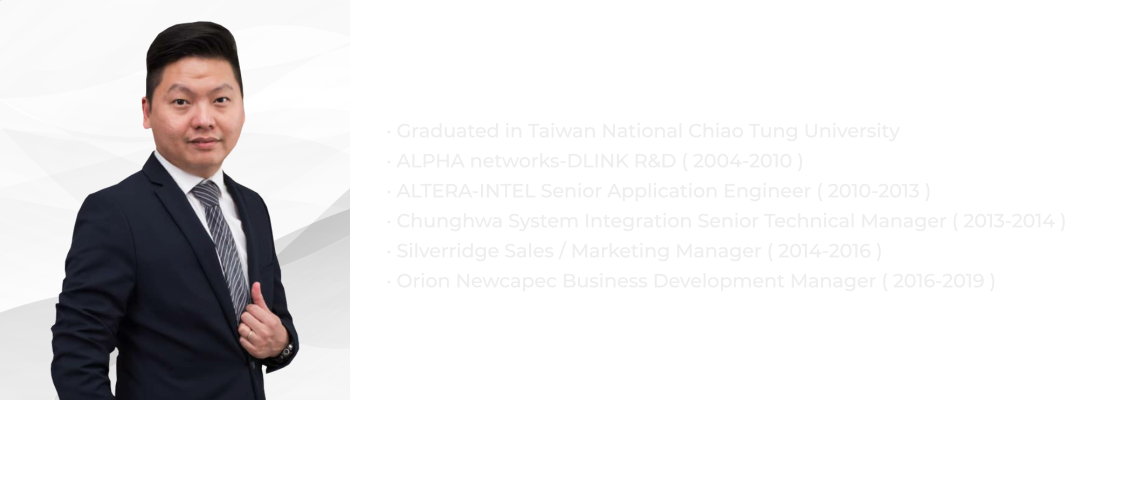 · Graduated in Taiwan National Chiao Tung University
· ALPHA networks-DLINK R&D ( 2004-2010 )
· ALTERA-INTEL Senior Application Engineer ( 2010-2013 )
· Chunghwa System Integration Senior Technical Manager ( 2013-2014 )
· Silverridge Sales / Marketing Manager ( 2014-2016 )
· Orion Newcapec Business Development Manager ( 2016-2019 )